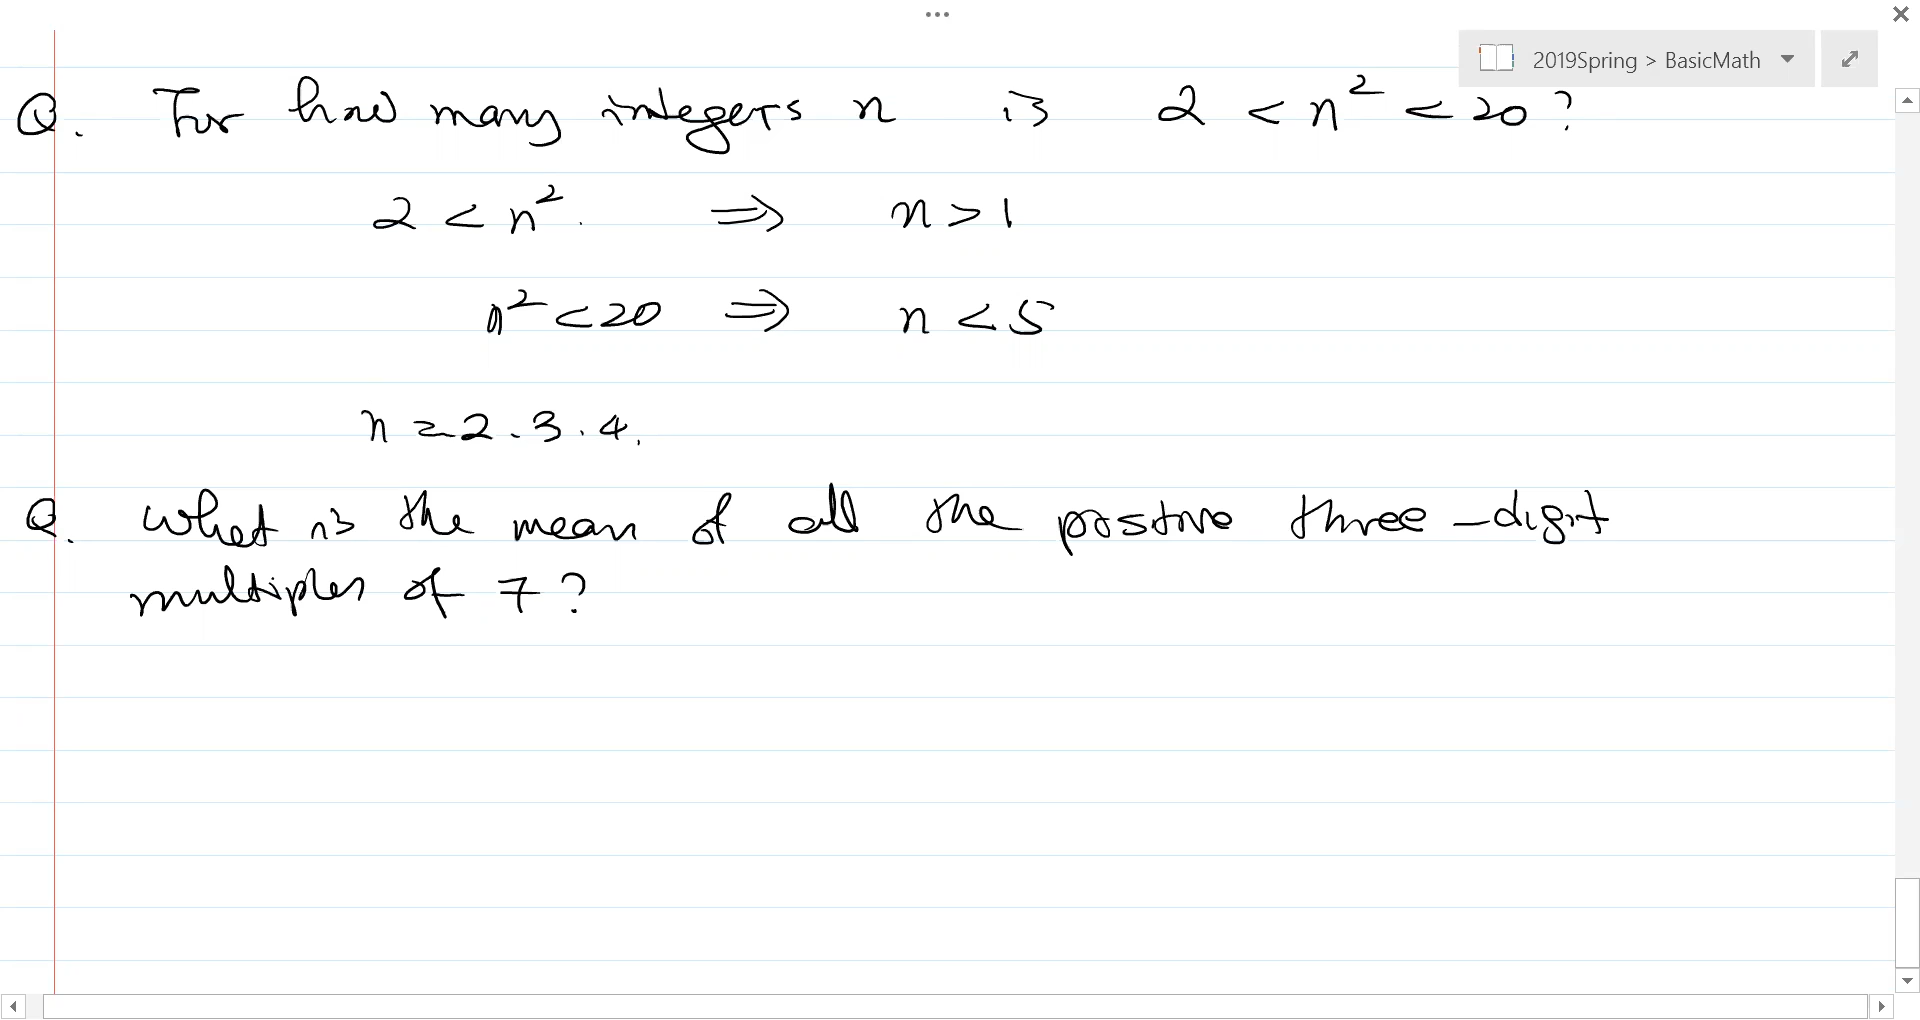 2019Spring > BasicMath
Q. For how many integers n is 2 < n² < 20?
2 < n². ⇒ n > 1
n² < 20 ⇒ n < 5
n = 2.3.4.
Q. What is the mean of all the positive three-digit
multiples of 7?